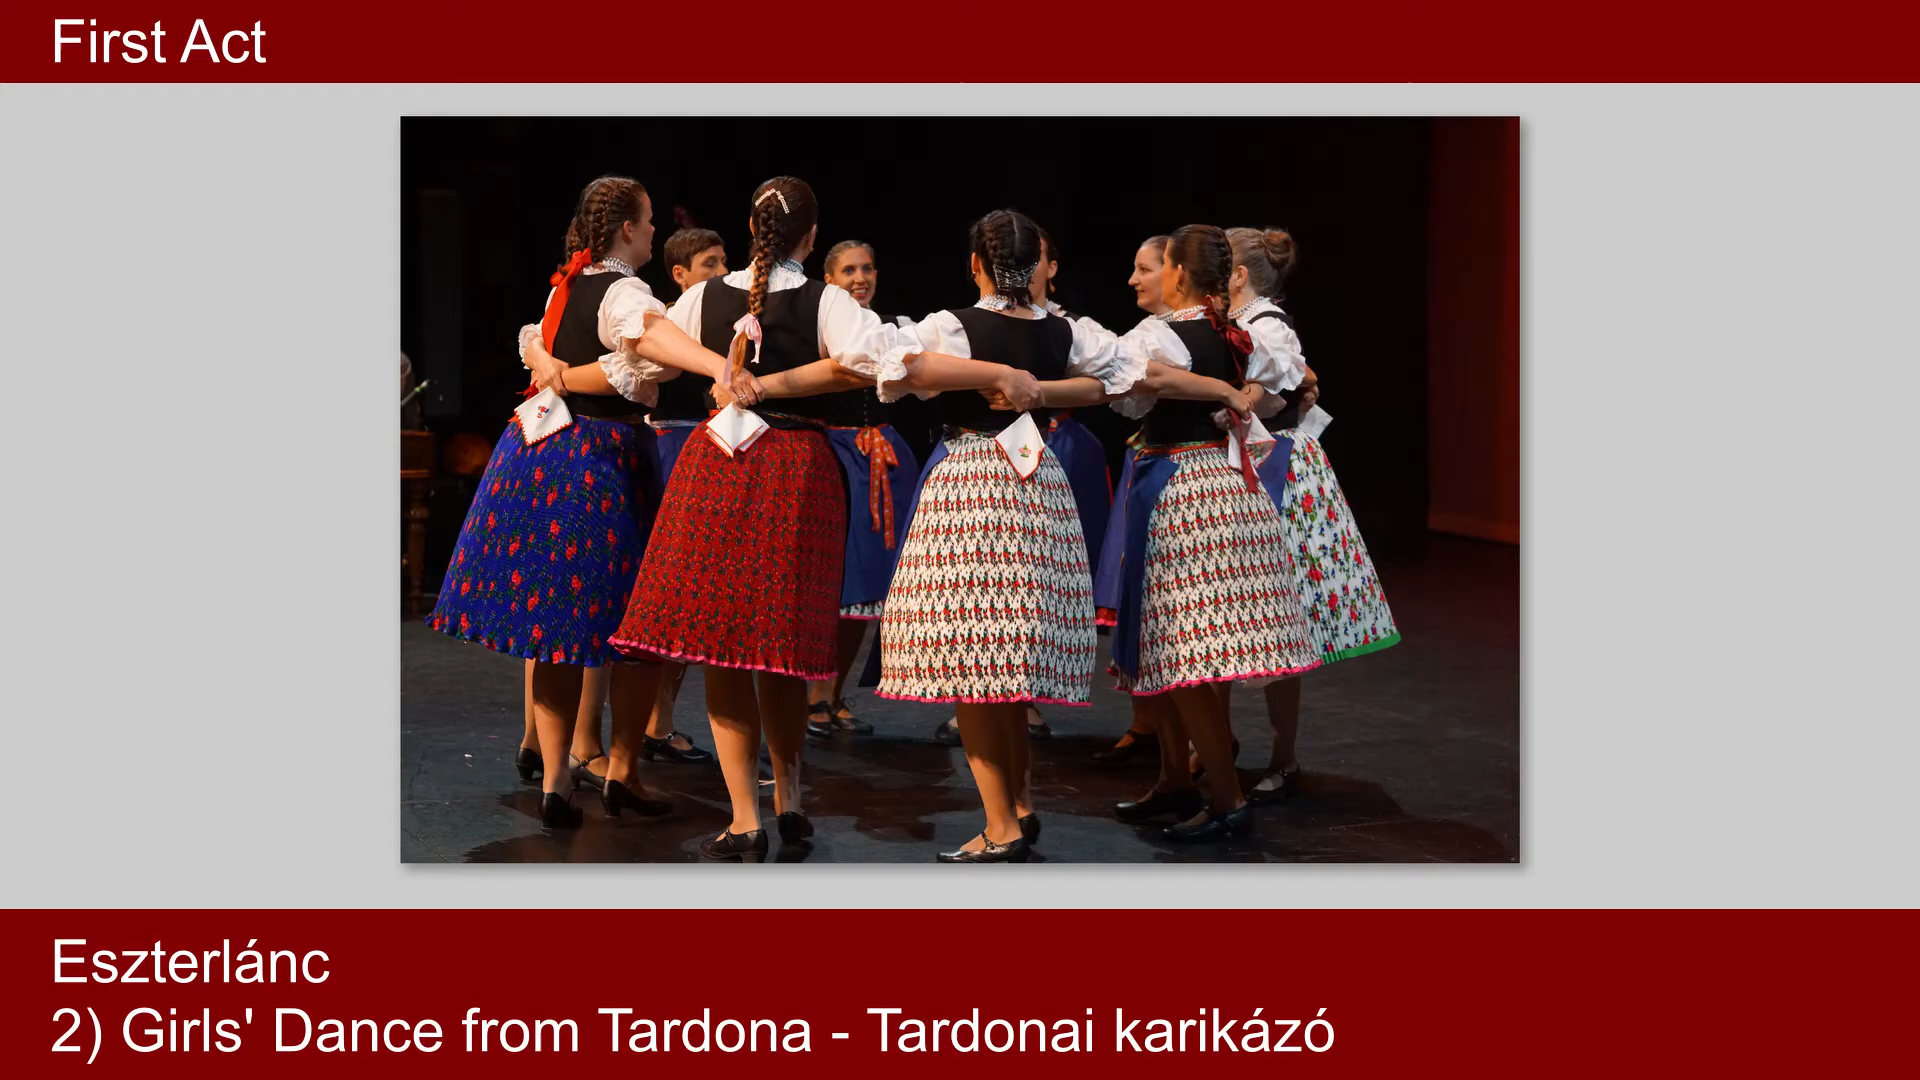 First Act
Eszterlánc
2) Girls' Dance from Tardona - Tardonai karikázó